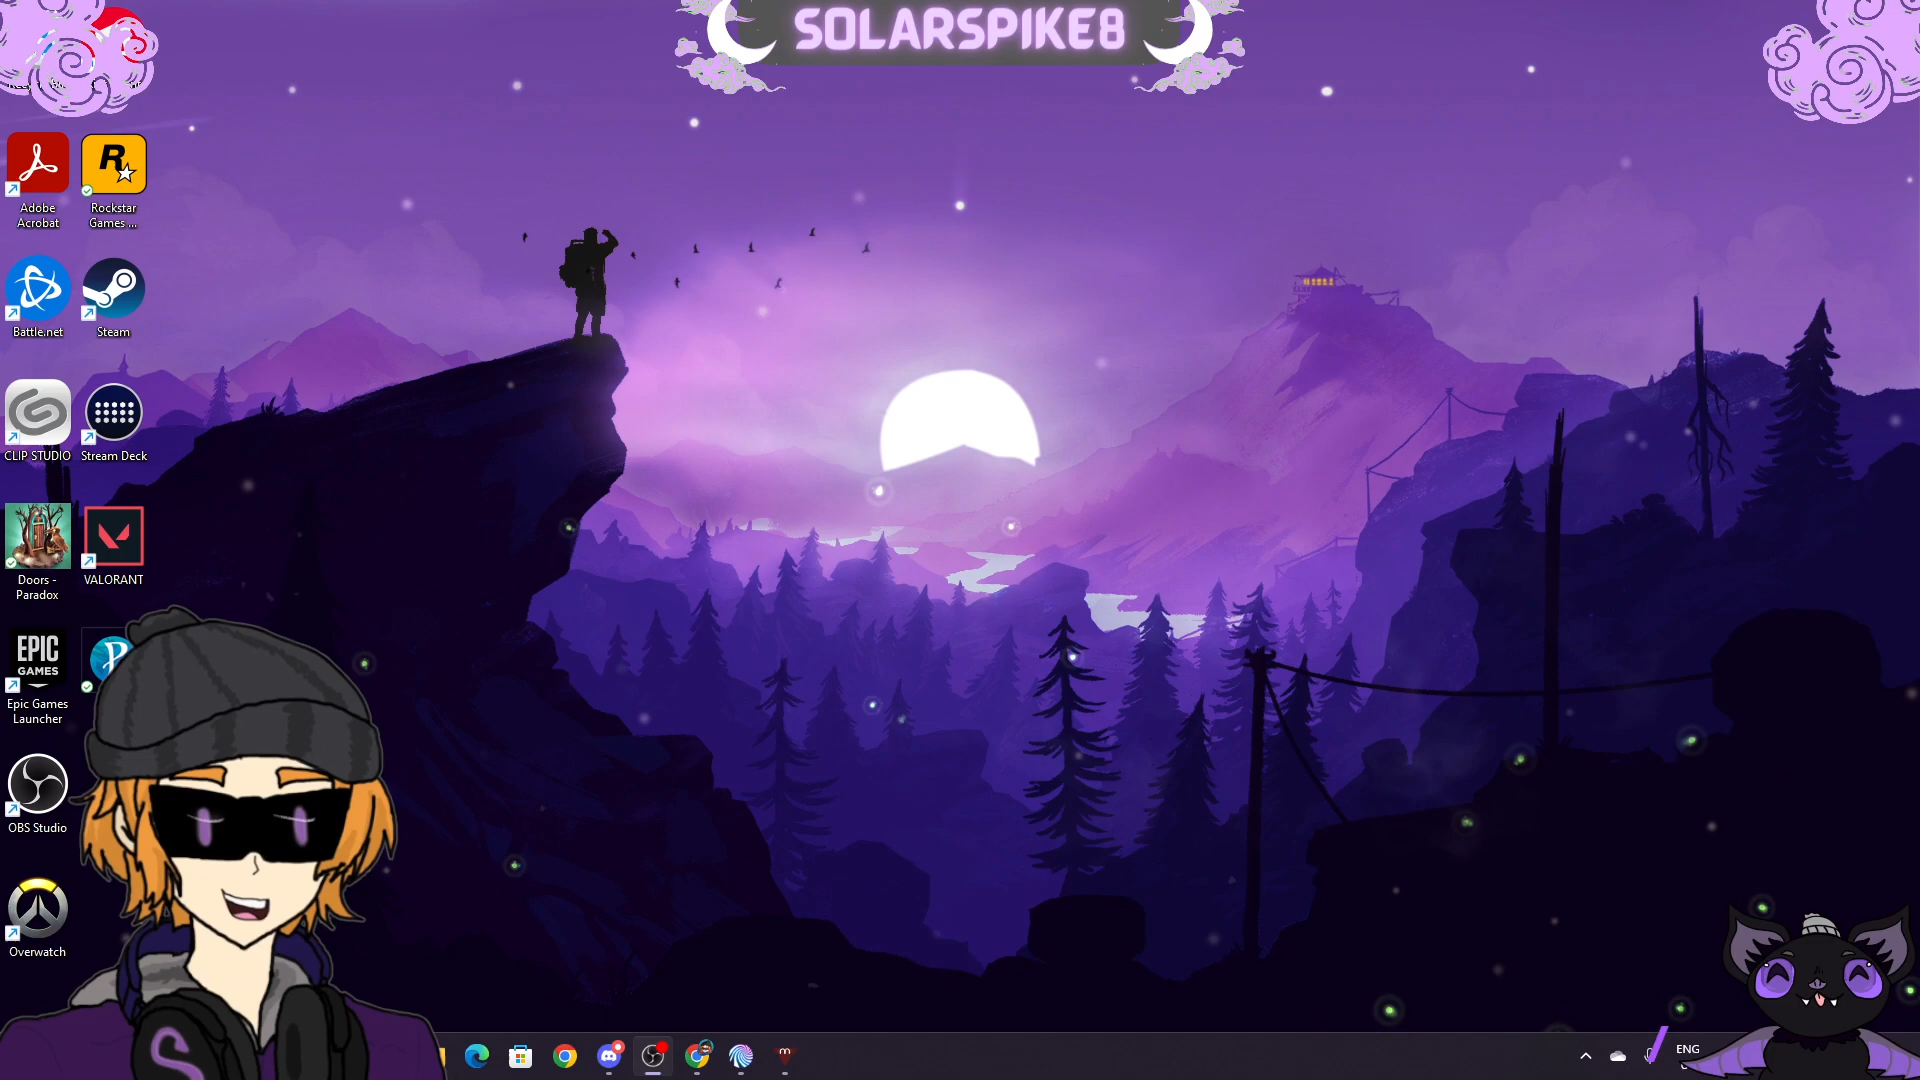 SOLARSPIKE8
Adobe
Acrobat
Rockstar
Games ...
Battle.net
Steam
CLIP STUDIO
Stream Deck
Doors -
Paradox
VALORANT
EPIC
GAMES
Epic Games
Launcher
OBS Studio
Overwatch
ENG